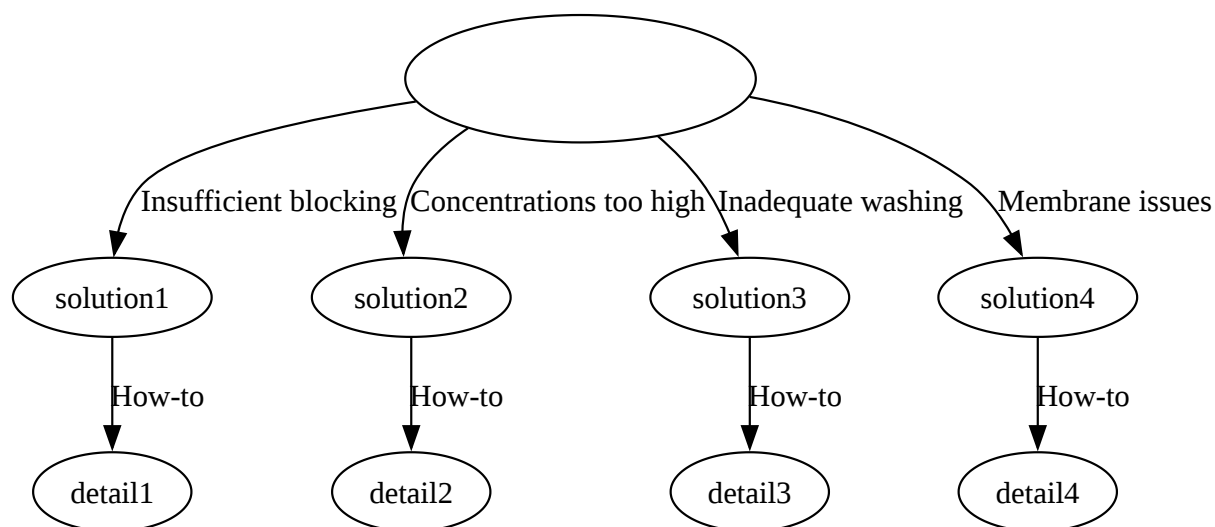 Insufficient blocking
Concentrations too high
Inadequate washing
Membrane issues
solution1
solution2
solution3
solution4
How-to
How-to
How-to
How-to
detail1
detail2
detail3
detail4